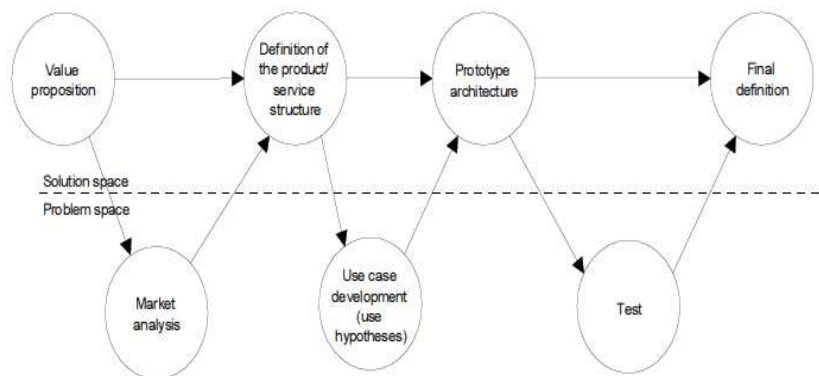 Value
proposition
Definition of
the product/
service
structure
Prototype
architecture
Final
definition
Solution space
Problem space
Market
analysis
Use case
development
(use
hypotheses)
Test